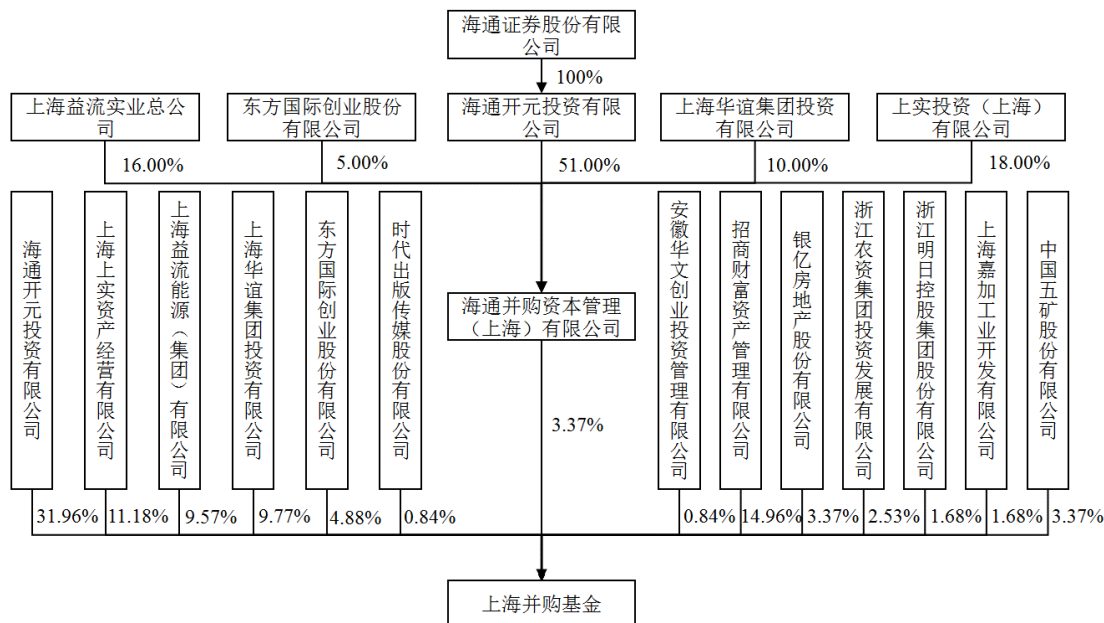 海通证券股份有限
公司
100%
上海益流实业总公
司
东方国际创业股份
有限公司
海通开元投资有限
公司
上海华谊集团投资
有限公司
上实投资（上海）
有限公司
16.00%
5.00%
51.00%
10.00%
18.00%
海通开元投资有限公司
上海上实资产经营有限公司
上海益流能源（集团）有限公司
上海华谊集团投资有限公司
东方国际创业股份有限公司
时代出版传媒股份有限公司
海通并购资本管理
（上海）有限公司
安徽华文创业投资管理有限公司
招商财富资产管理有限公司
银亿房地产股份有限公司
浙江农资集团投资发展有限公司
浙江明日控股集团股份有限公司
上海嘉加工业开发有限公司
中国五矿股份有限公司
3.37%
31.96%
11.18%
9.57%
9.77%
4.88%
0.84%
0.84%
14.96%
3.37%
2.53%
1.68%
1.68%
3.37%
上海并购基金